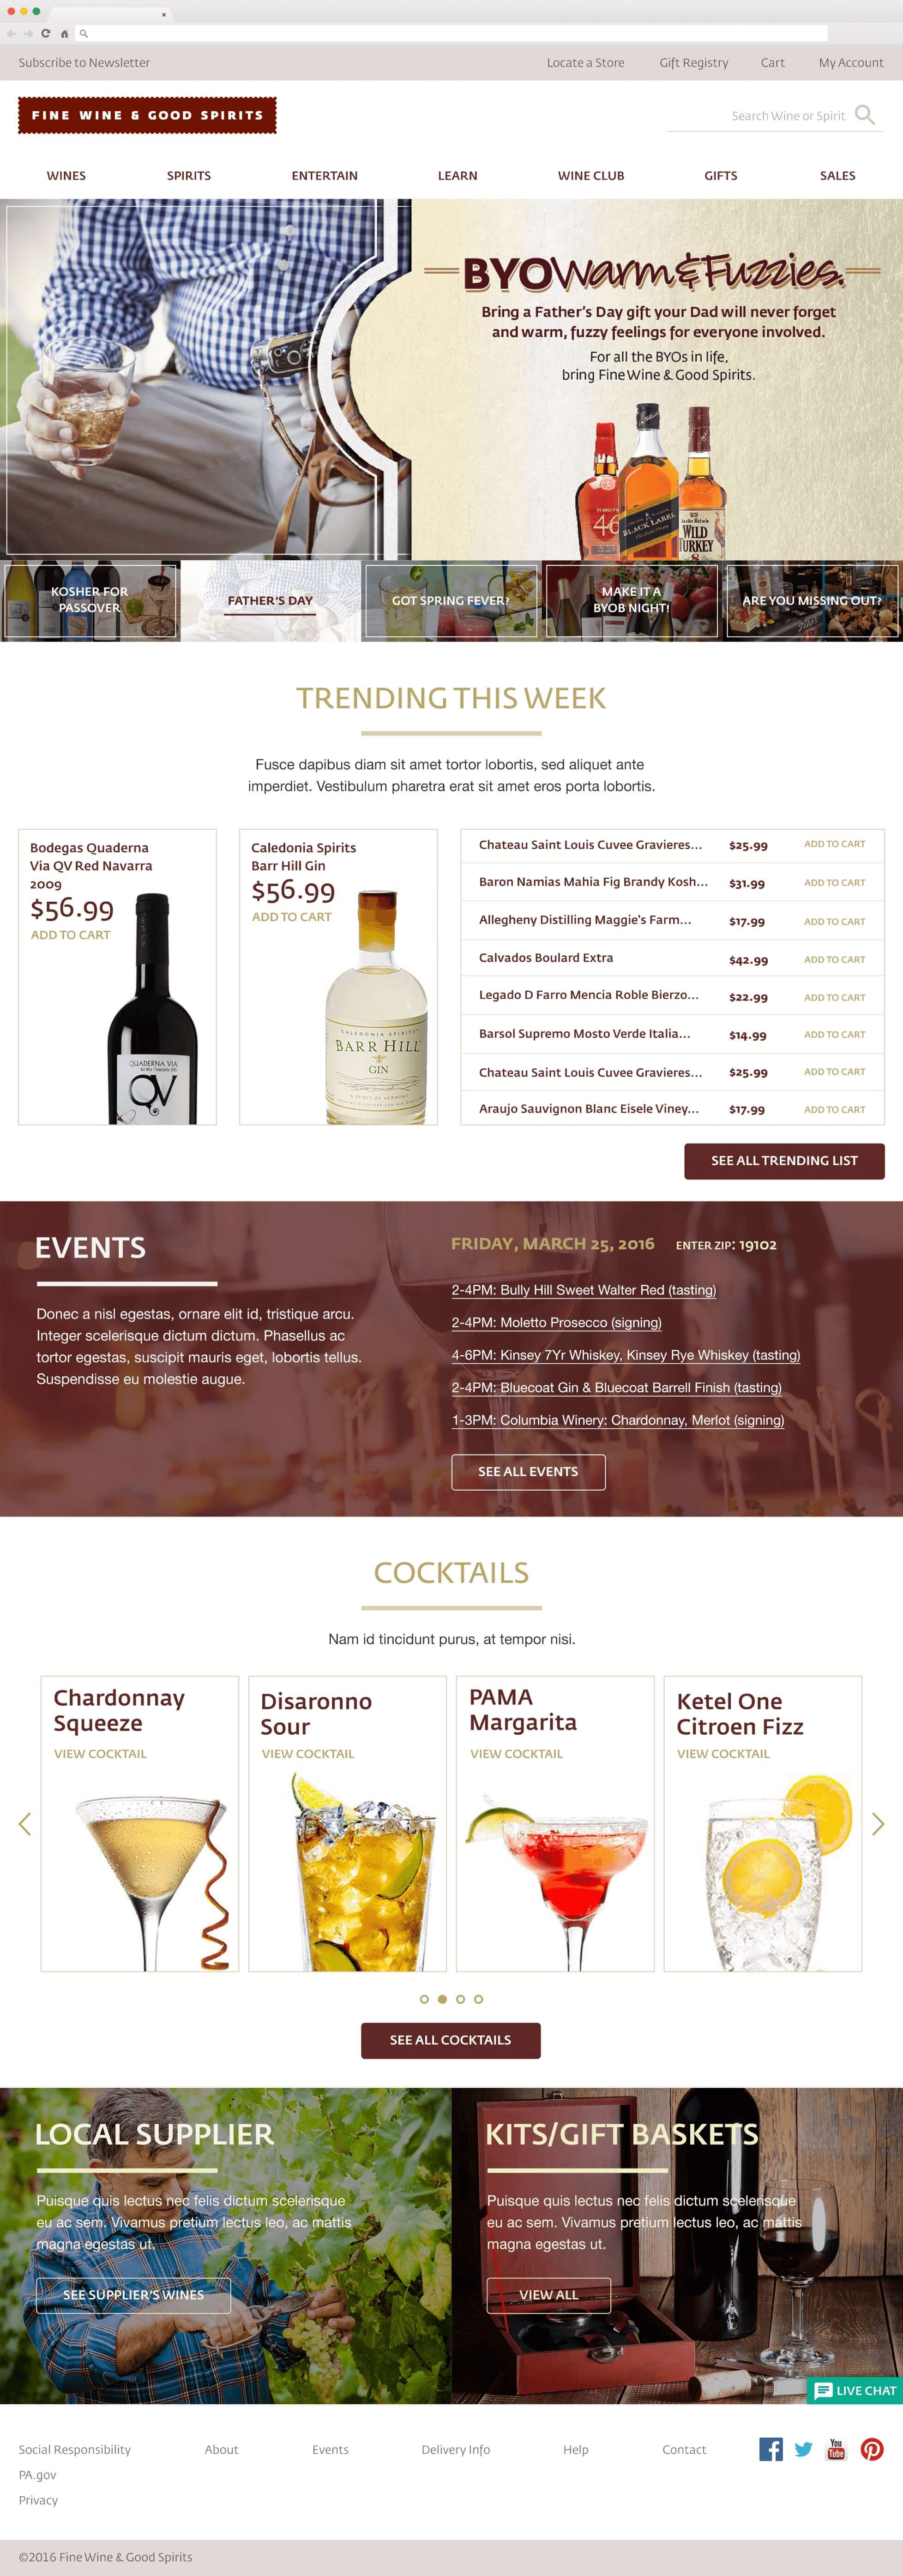 Subscribe to Newsletter
Locate a Store
Gift Registry
Cart
My Account
FINE WINE & GOOD SPIRITS
Search Wine or Spirit
WINES
SPIRITS
ENTERTAIN
LEARN
WINE CLUB
GIFTS
SALES
BYO Warm & Fuzzies.
Bring a Father's Day gift your Dad will never forget
and warm, fuzzy feelings for everyone involved.
For all the BYOs in life,
bring Fine Wine & Good Spirits.
46
BLACK LABEL
WILD
TURKEY
KOSHER FOR
PASSOVER
FATHER'S DAY
GOT SPRING FEVER?
MAKE IT A
BYOB NIGHT!
ARE YOU MISSING OUT?
TRENDING THIS WEEK
Fusce dapibus diam sit amet tortor lobortis, sed aliquet ante
imperdiet. Vestibulum pharetra erat sit amet eros porta lobortis.
Bodegas Quaderna
Via QV Red Navarra
2009
$56.99
ADD TO CART
QUADERNA VIA
QV
Caledonia Spirits
Barr Hill Gin
$56.99
ADD TO CART
CALEDONIA SPIRITS
BARR HILL
GIN
Chateau Saint Louis Cuvee Gravieres... $25.99 ADD TO CART
Baron Namias Mahia Fig Brandy Kosh... $31.99 ADD TO CART
Allegheny Distilling Maggie's Farm... $17.99 ADD TO CART
Calvados Boulard Extra $42.99 ADD TO CART
Legado D Farro Mencia Roble Bierzo... $22.99 ADD TO CART
Barsol Supremo Mosto Verde Italia... $14.99 ADD TO CART
Chateau Saint Louis Cuvee Gravieres... $25.99 ADD TO CART
Araujo Sauvignon Blanc Eisele Viney... $17.99 ADD TO CART
SEE ALL TRENDING LIST
EVENTS
Donec a nisl egestas, ornare elit id, tristique arcu.
Integer scelerisque dictum dictum. Phasellus ac
tortor egestas, suscipit mauris eget, lobortis tellus.
Suspendisse eu molestie augue.
FRIDAY, MARCH 25, 2016
ENTER ZIP: 19102
2-4PM: Bully Hill Sweet Walter Red (tasting)
2-4PM: Moletto Prosecco (signing)
4-6PM: Kinsey 7Yr Whiskey, Kinsey Rye Whiskey (tasting)
2-4PM: Bluecoat Gin & Bluecoat Barrell Finish (tasting)
1-3PM: Columbia Winery: Chardonnay, Merlot (signing)
SEE ALL EVENTS
COCKTAILS
Nam id tincidunt purus, at tempor nisi.
Chardonnay
Squeeze
VIEW COCKTAIL
Disaronno
Sour
VIEW COCKTAIL
PAMA
Margarita
VIEW COCKTAIL
Ketel One
Citroen Fizz
VIEW COCKTAIL
SEE ALL COCKTAILS
LOCAL SUPPLIER
Puisque quis lectus nec felis dictum scelerisque
eu ac sem. Vivamus pretium lectus leo, ac mattis
magna egestas ut.
SEE SUPPLIER'S WINES
KITS/GIFT BASKETS
Puisque quis lectus nec felis dictum scelerisque
eu ac sem. Vivamus pretium lectus leo, ac mattis
magna egestas ut.
VIEW ALL
LIVE CHAT
Social Responsibility
About
Events
Delivery Info
Help
Contact
You
Tube
PA.gov
Privacy
©2016 Fine Wine & Good Spirits